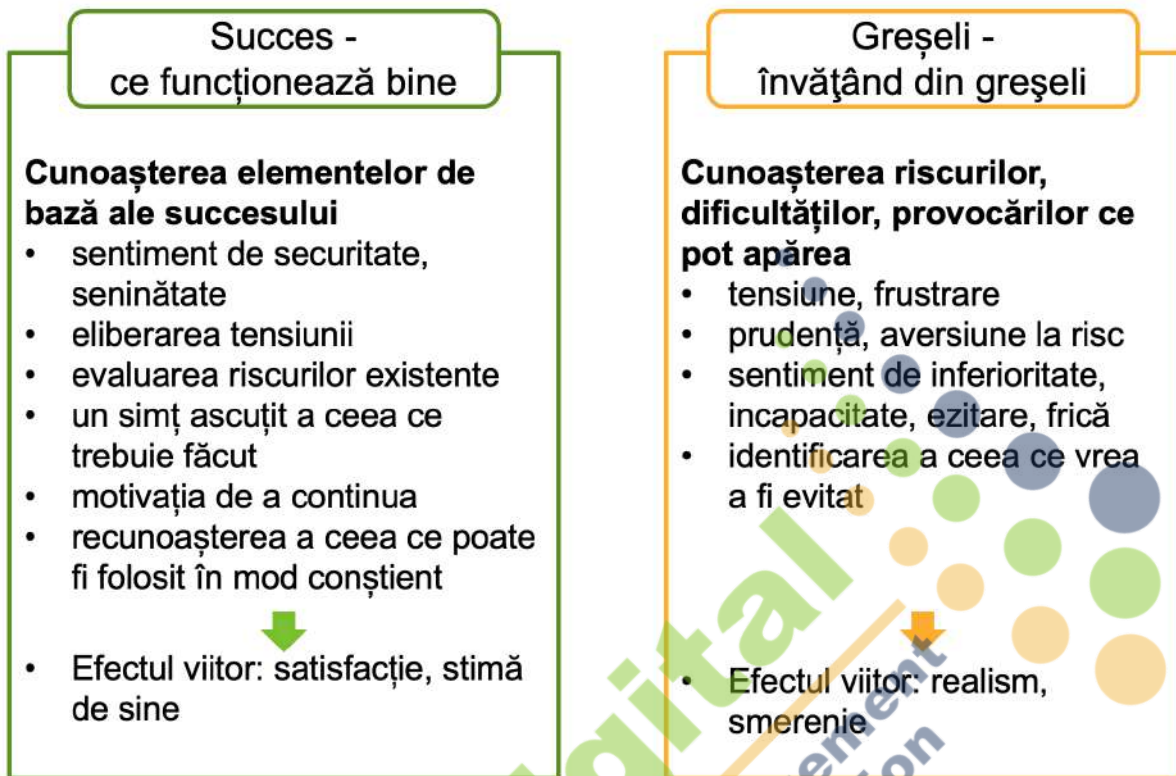 Succes -
ce funcționează bine
Cunoașterea elementelor de
bază ale succesului
• sentiment de securitate,
seninătate
• eliberarea tensiunii
• evaluarea riscurilor existente
• un simț ascuțit a ceea ce
trebuie făcut
• motivația de a continua
• recunoașterea a ceea ce poate
fi folosit în mod conștient
• Efectul viitor: satisfacție, stimă
de sine
Greșeli -
învăţând din greşeli
Cunoașterea riscurilor,
dificultăților, provocărilor ce
pot apărea
• tensiune, frustrare
• prudență, aversiune la risc
• sentiment de inferioritate,
incapacitate, ezitare, frică
• identificarea a ceea ce vrea
a fi evitat
• Efectul viitor: realism,
smerenie